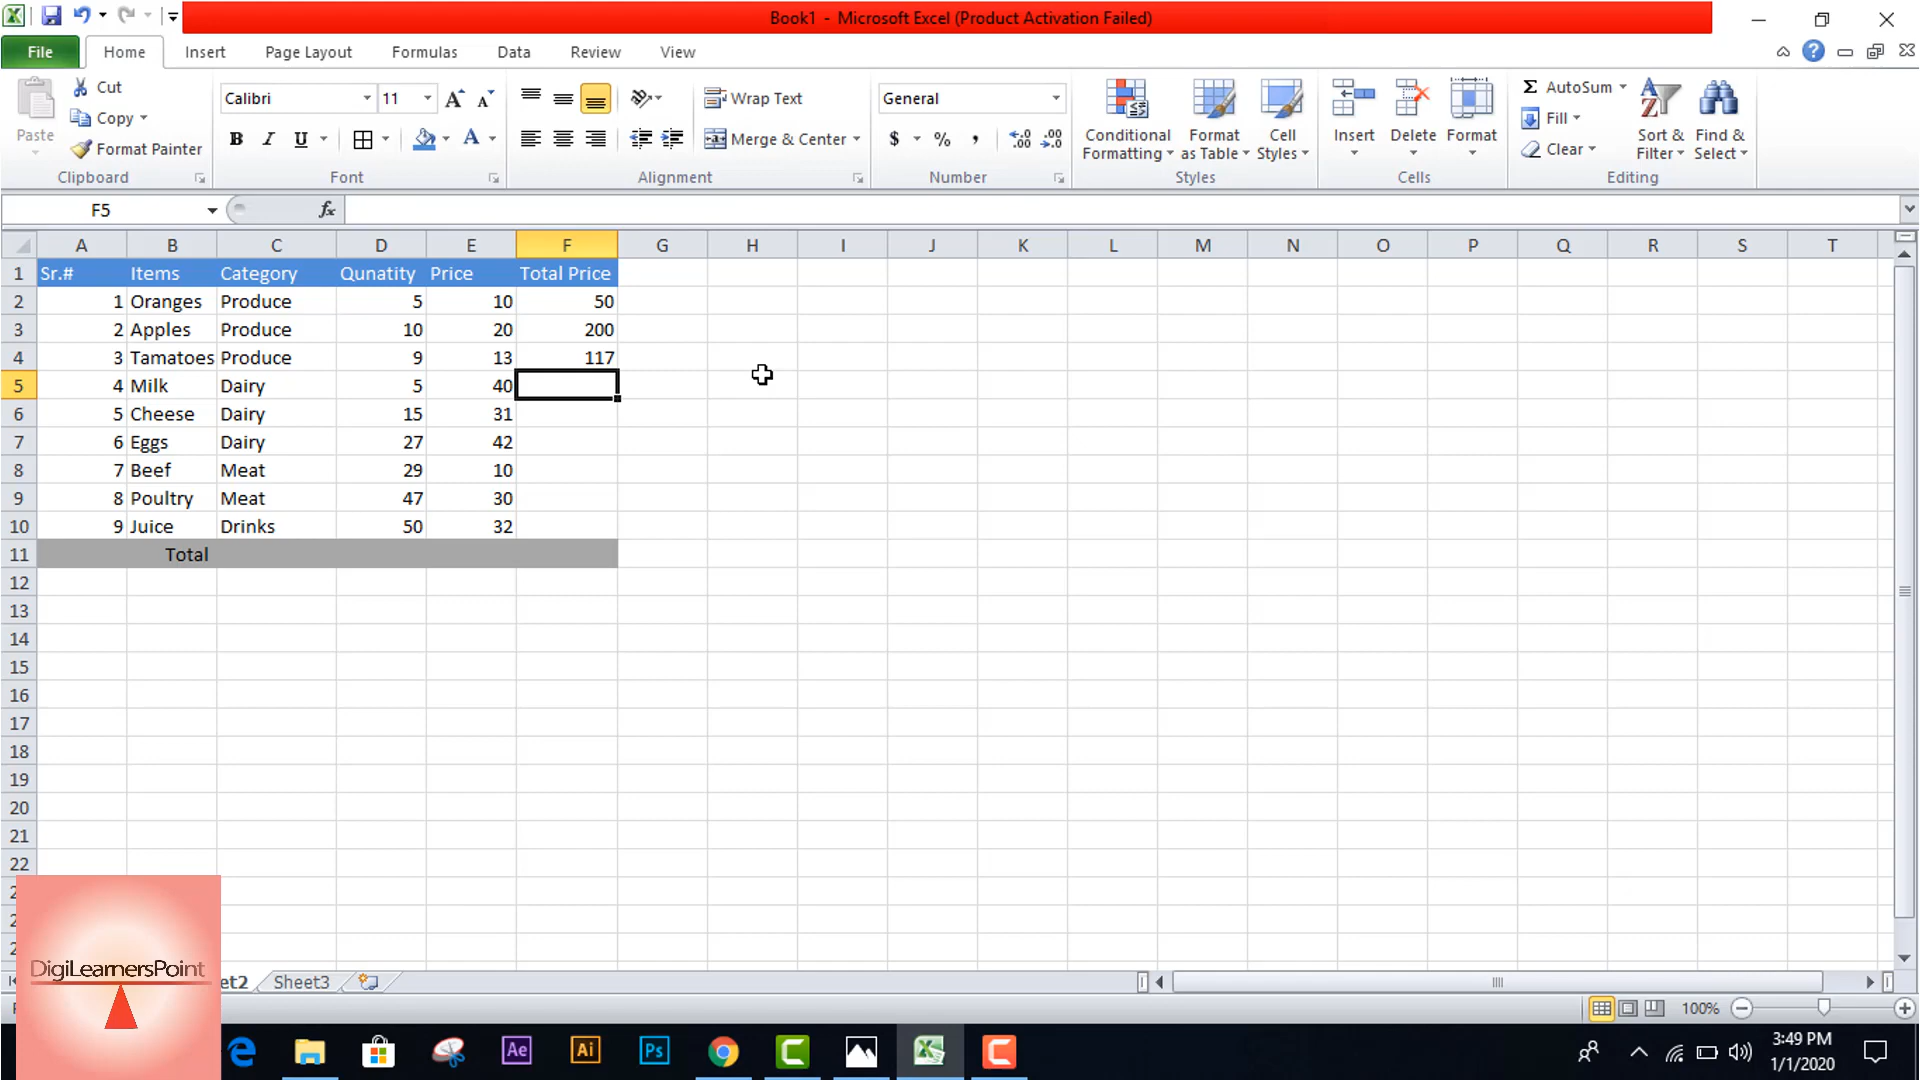 Book1 - Microsoft Excel (Product Activation Failed)
File Home Insert Page Layout Formulas Data Review View
Paste
Cut
Copy
Format Painter
Clipboard
Calibri 11
B I U
Font
Wrap Text
Merge & Center
Alignment
General
$ % ,
Number
Conditional Formatting
Format as Table
Cell Styles
Styles
Insert Delete Format
Cells
AutoSum
Fill
Clear
Sort & Filter
Find & Select
Editing
F5 fx
A B C D E F G H I J K L M N O P Q R S T
1 Sr.# Items Category Qunatity Price Total Price
2 1 Oranges Produce 5 10 50
3 2 Apples Produce 10 20 200
4 3 Tamatoes Produce 9 13 117
5 4 Milk Dairy 5 40
6 5 Cheese Dairy 15 31
7 6 Eggs Dairy 27 42
8 7 Beef Meat 29 10
9 8 Poultry Meat 47 30
10 9 Juice Drinks 50 32
11 Total
12
13
14
15
16
17
18
19
20
21
22
DigiLearnersPoint
et2 Sheet3
100%
Ae Ai Ps
3:49 PM
1/1/2020